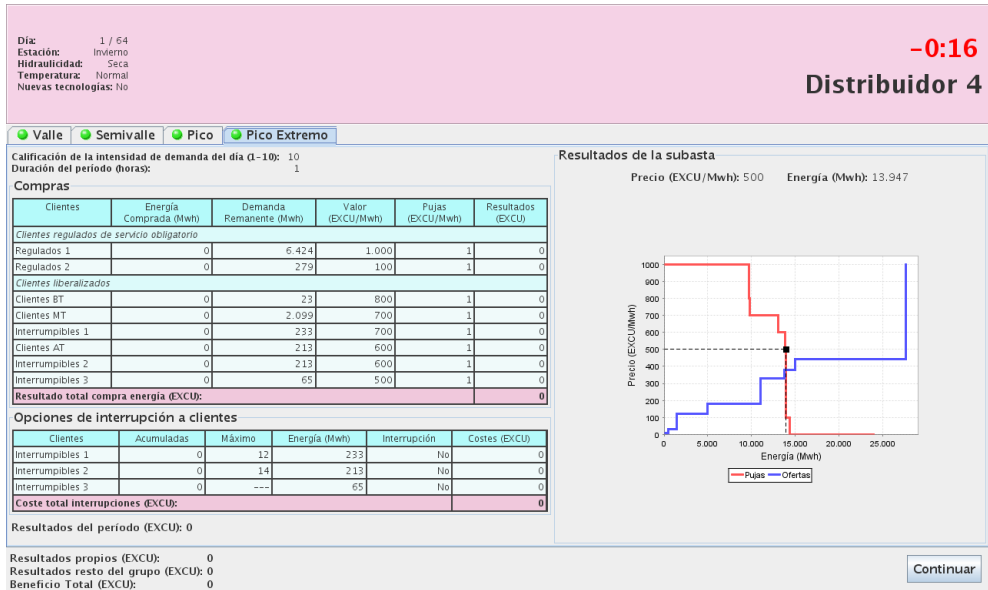 Día: 1 / 64
Estación: Invierno
Hidraulicidad: Seca
Temperatura: Normal
Nuevas tecnologías: No
-0:16
Distribuidor 4
Valle Semivalle Pico Pico Extremo
Calificación de la intensidad de demanda del día (1-10): 10
Duración del período (horas): 1
Compras
Clientes Energía Comprada (Mwh) Demanda Remanente (Mwh) Valor (EXCU/Mwh) Pujas (EXCU/Mwh) Resultados (EXCU)
Clientes regulados de servicio obligatorio
Regulados 1 0 6.424 1.000 1 0
Regulados 2 0 279 100 1 0
Clientes liberalizados
Clientes BT 0 23 800 1 0
Clientes MT 0 2.099 700 1 0
Interrumpibles 1 0 233 700 1 0
Clientes AT 0 213 600 1 0
Interrumpibles 2 0 213 600 1 0
Interrumpibles 3 0 65 500 1 0
Resultado total compra energía (EXCU): 0
Opciones de interrupción a clientes
Clientes Acumuladas Máximo Energía (Mwh) Interrupción Costes (EXCU)
Interrumpibles 1 0 12 233 No 0
Interrumpibles 2 0 14 213 No 0
Interrumpibles 3 0 --- 65 No 0
Coste total interrupciones (EXCU): 0
Resultados del período (EXCU): 0
Resultados de la subasta
Precio (EXCU/Mwh): 500 Energía (Mwh): 13.947
Precio (EXCU/Mwh)
1000
900
800
700
600
500
400
300
200
100
0
0 5.000 10.000 15.000 20.000 25.000
Energía (Mwh)
Pujas Ofertas
Resultados propios (EXCU): 0
Resultados resto del grupo (EXCU): 0
Beneficio Total (EXCU): 0
Continuar